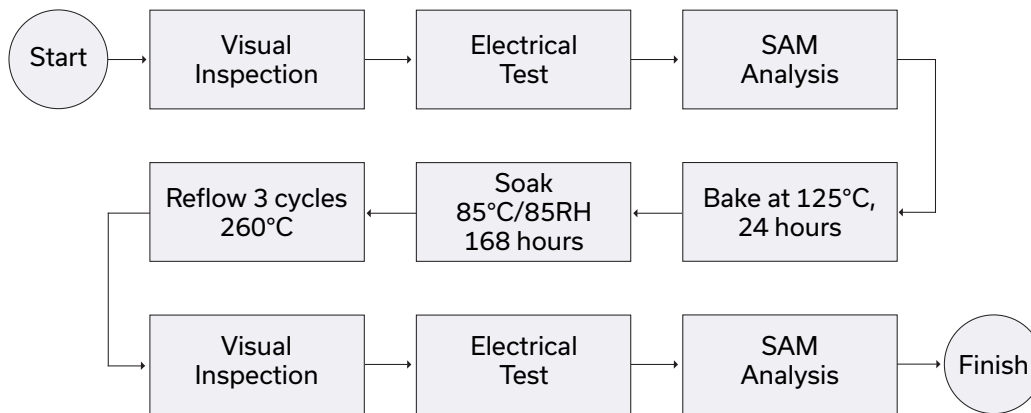 Start
Visual
Inspection
Electrical
Test
SAM
Analysis
Bake at 125°C,
24 hours
Soak
85°C/85RH
168 hours
Reflow 3 cycles
260°C
Visual
Inspection
Electrical
Test
SAM
Analysis
Finish